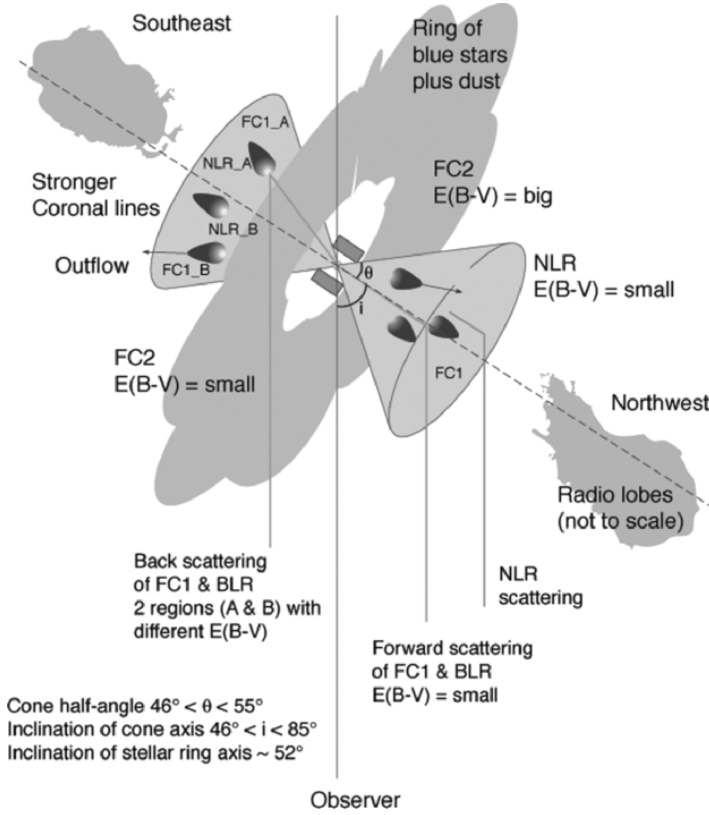 Southeast
Ring of
blue stars
plus dust
FC1_A
NLR_A
Stronger
Coronal lines
NLR_B
FC2
E(B-V) = big
Outflow
FC1_B
θ
NLR
E(B-V) = small
i
FC2
E(B-V) = small
FC1
Northwest
Radio lobes
(not to scale)
Back scattering
of FC1 & BLR
2 regions (A & B) with
different E(B-V)
NLR
scattering
Forward scattering
of FC1 & BLR
E(B-V) = small
Cone half-angle 46° < θ < 55°
Inclination of cone axis 46° < i < 85°
Inclination of stellar ring axis ~ 52°
Observer